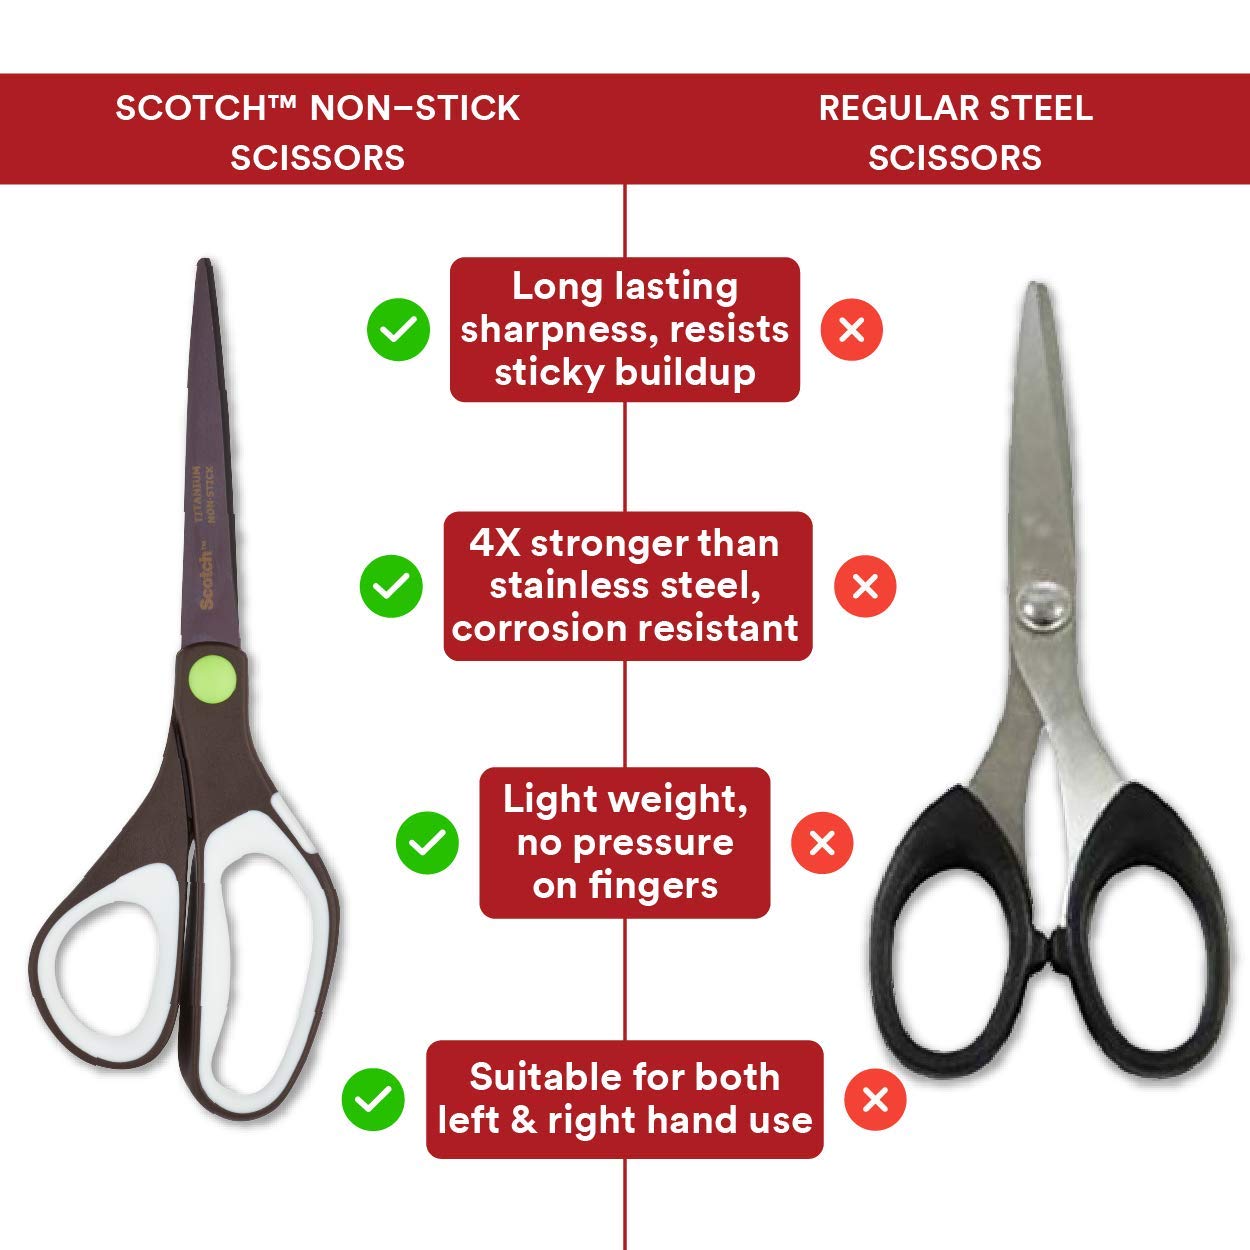 SCOTCH™ NON-STICK
SCISSORS
REGULAR STEEL
SCISSORS
Long lasting
sharpness, resists
sticky buildup
4X stronger than
stainless steel,
corrosion resistant
Light weight,
no pressure
on fingers
Suitable for both
left & right hand use
Scotch™
TITANIUM
NON-STICK